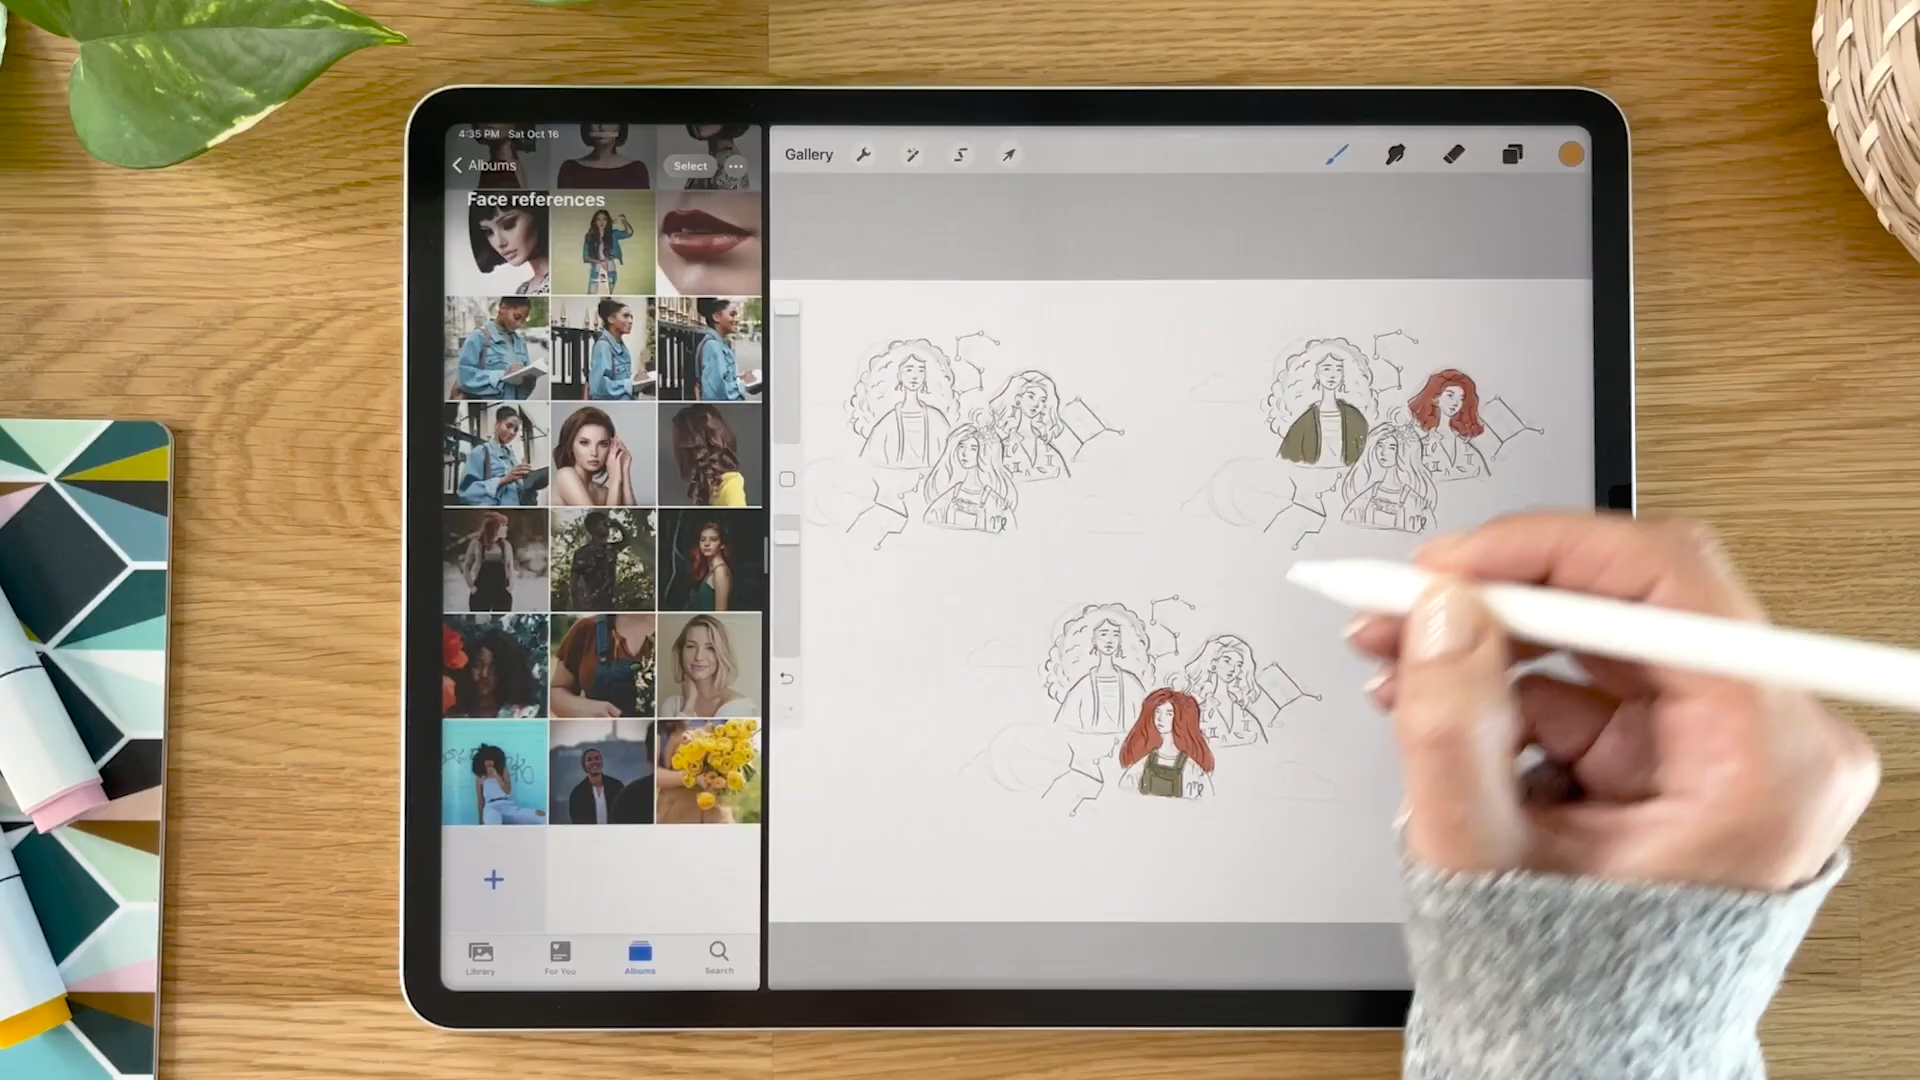 4:35 PM Sat Oct 16
Albums
Select
Face references
Library
For You
Albums
Search
Gallery